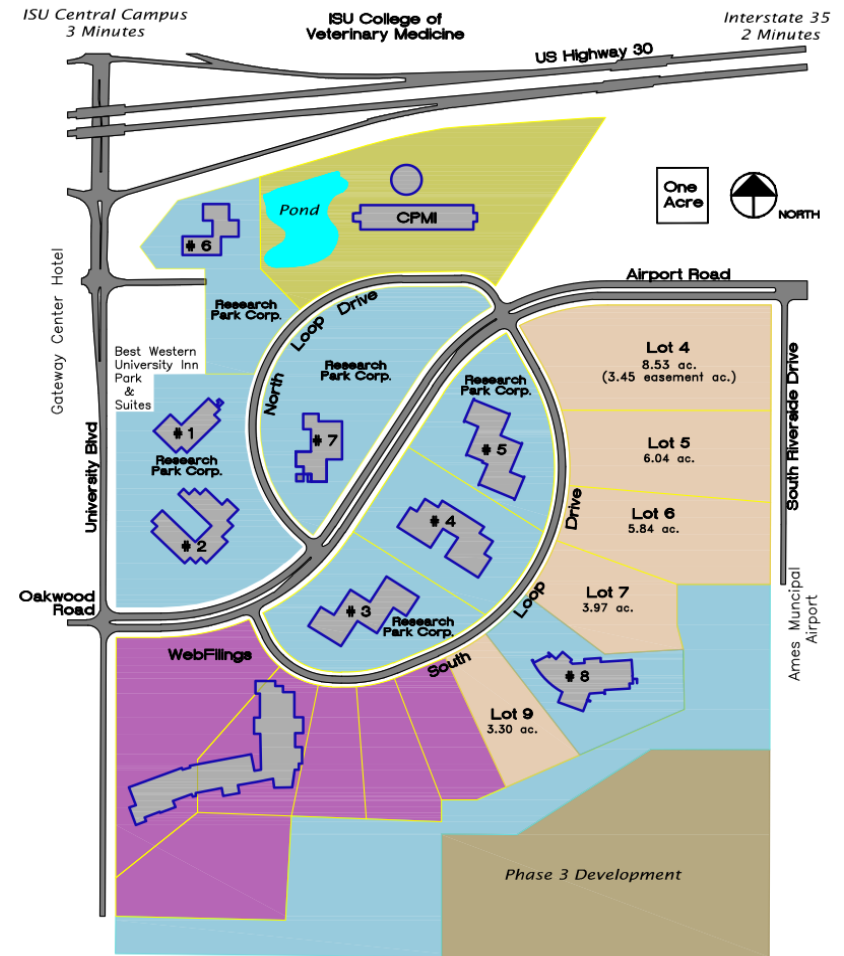 ISU Central Campus
3 Minutes
ISU College of
Veterinary Medicine
Interstate 35
2 Minutes
US Highway 30
One
Acre
NORTH
Pond
CPMI
# 6
Gateway Center Hotel
Research
Park Corp.
North Loop Drive
Airport Road
Best Western
University Inn
Park
&
Suites
Research
Park Corp.
Research
Park Corp.
Lot 4
8.53 ac.
(3.45 easement ac.)
# 1
# 7
# 5
Lot 5
6.04 ac.
South Riverside Drive
University Blvd
Research
Park Corp.
# 2
# 4
Lot 6
5.84 ac.
South Loop Drive
Oakwood
Road
# 3
Research
Park Corp.
Lot 7
3.97 ac.
Ames Muncipal
Airport
WebFilings
# 8
Lot 9
3.30 ac.
Phase 3 Development